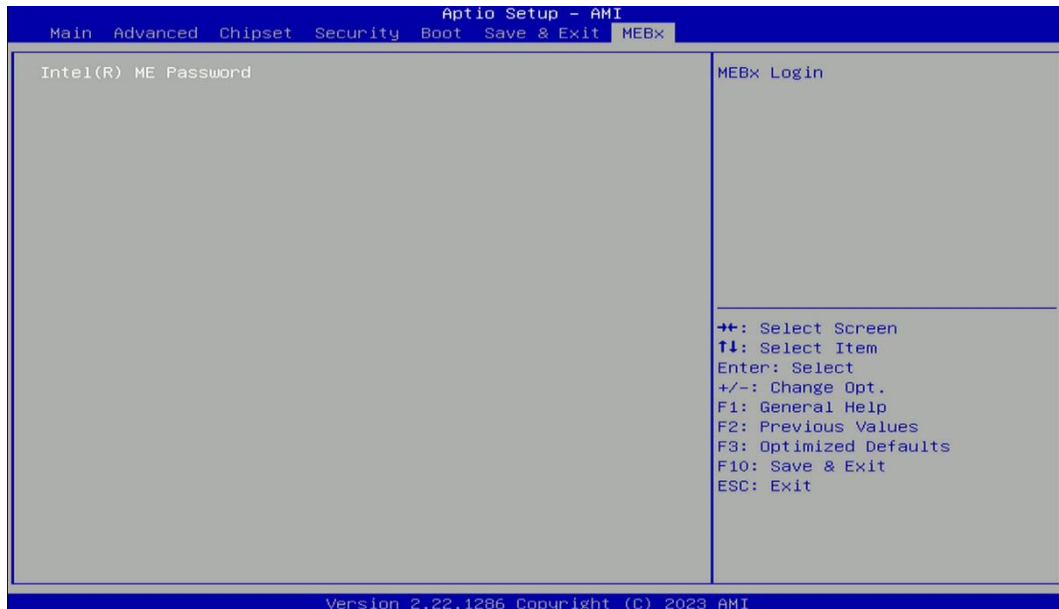 Aptio Setup – AMI
Main Advanced Chipset Security Boot Save & Exit MEBx
Intel(R) ME Password
MEBx Login
→←: Select Screen
↑↓: Select Item
Enter: Select
+/-: Change Opt.
F1: General Help
F2: Previous Values
F3: Optimized Defaults
F10: Save & Exit
ESC: Exit
Version 2.22.1286 Copyright (C) 2023 AMI